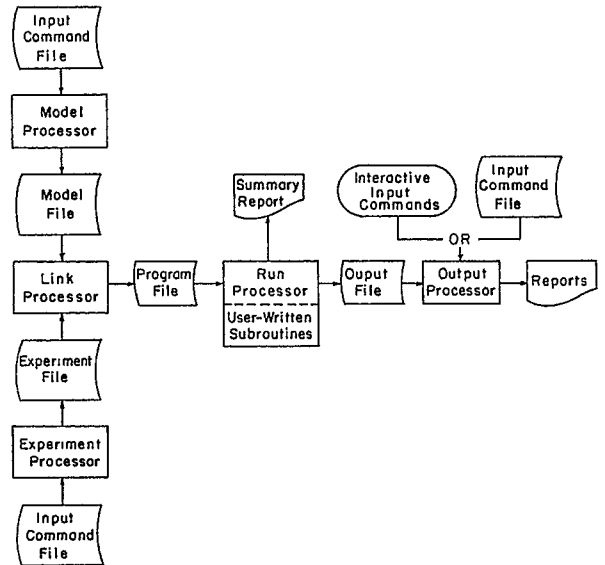 Input
Command
File
Model
Processor
Model
File
Link
Processor
Experiment
File
Experiment
Processor
Input
Command
File
Program
File
Summary
Report
Run
Processor
User-Written
Subroutines
Ouput
File
Interactive
Input
Commands
Input
Command
File
OR
Output
Processor
Reports